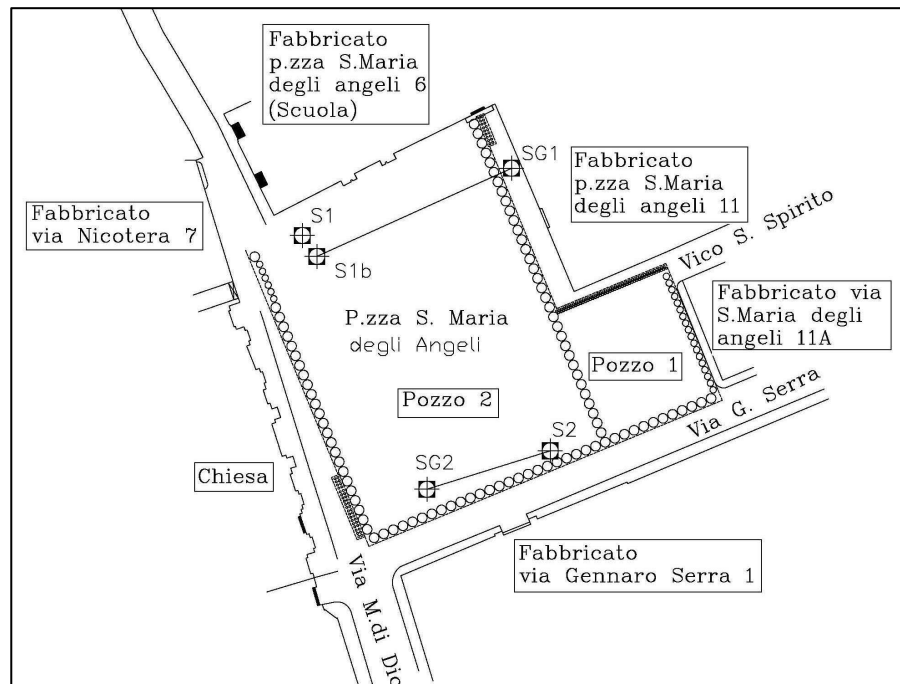 Fabbricato
p.zza S.Maria
degli angeli 6
(Scuola)
SG1
Fabbricato
p.zza S.Maria
degli angeli 11
Fabbricato
via Nicotera 7
S1
S1b
Vico S. Spirito
Fabbricato via
S.Maria degli
angeli 11A
P.zza S. Maria
degli Angeli
Pozzo 1
Pozzo 2
Via G. Serra
S2
SG2
Chiesa
Fabbricato
via Gennaro Serra 1
Via M.di Dio